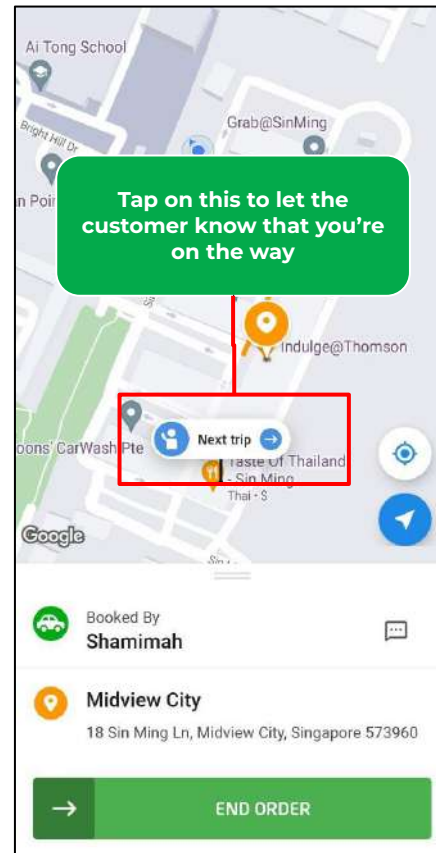 Ai Tong School
Bright Hill Dr
Grab@SinMing
n Poi
Tap on this to let the
customer know that you’re
on the way
Indulge@Thomson
oons' CarWash Pte
Next trip
Taste Of Thailand
- Sin Ming
Thai · $
Google
Booked By
Shamimah
Midview City
18 Sin Ming Ln, Midview City, Singapore 573960
END ORDER